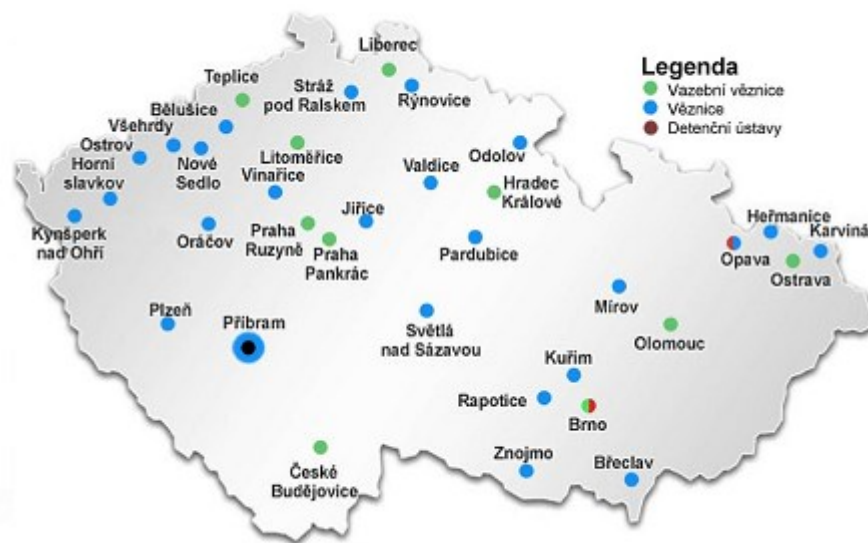 Liberec
Legenda
Vazební věznice
Věznice
Detenční ústavy
Teplice
Stráž
pod Ralskem
Rýnovice
Bělušice
Všehrdy
Ostrov
Horní
slavkov
Nové
Sedlo
Litoměřice
Vinařice
Valdice
Odolov
Hradec
Králové
Kynšperk
nad Ohří
Oráčov
Praha
Ruzyně
Jiřice
Praha
Pankrác
Pardubice
Heřmanice
Karviná
Opava
Ostrava
Plzeň
Příbram
Světlá
nad Sázavou
Mírov
Olomouc
Kuřim
Rapotice
Brno
České
Budějovice
Znojmo
Břeclav